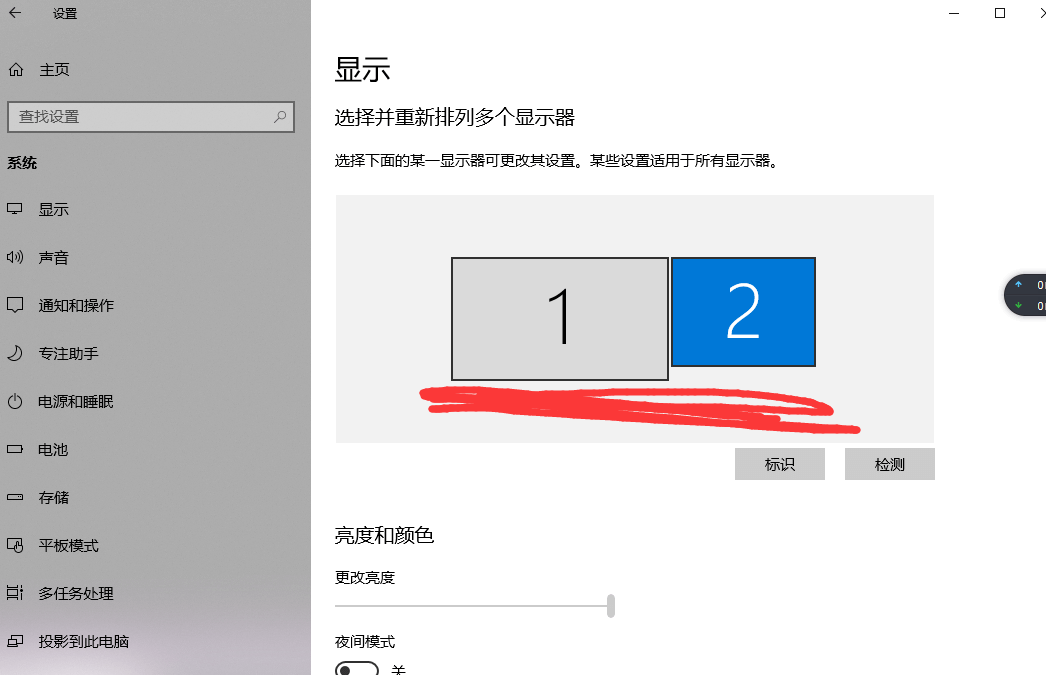 设置
主页
查找设置
系统
显示
声音
通知和操作
专注助手
电源和睡眠
电池
存储
平板模式
多任务处理
投影到此电脑
显示
选择并重新排列多个显示器
选择下面的某一显示器可更改其设置。某些设置适用于所有显示器。
1
2
标识
检测
亮度和颜色
更改亮度
夜间模式
关